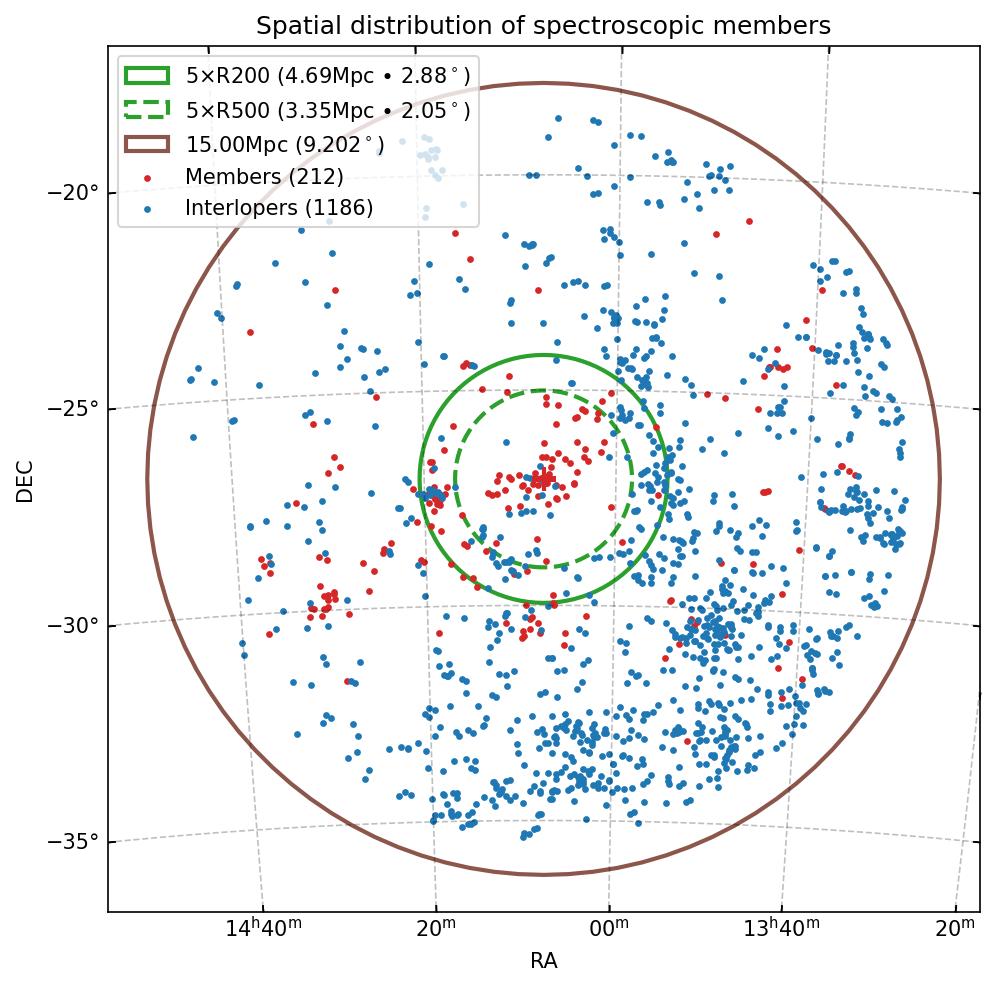 Spatial distribution of spectroscopic members
5×R200 (4.69Mpc • 2.88°)
5×R500 (3.35Mpc • 2.05°)
15.00Mpc (9.202°)
Members (212)
Interlopers (1186)
−20°
−25°
−30°
−35°
DEC
14ʰ40ᵐ
20ᵐ
00ᵐ
13ʰ40ᵐ
20ᵐ
RA